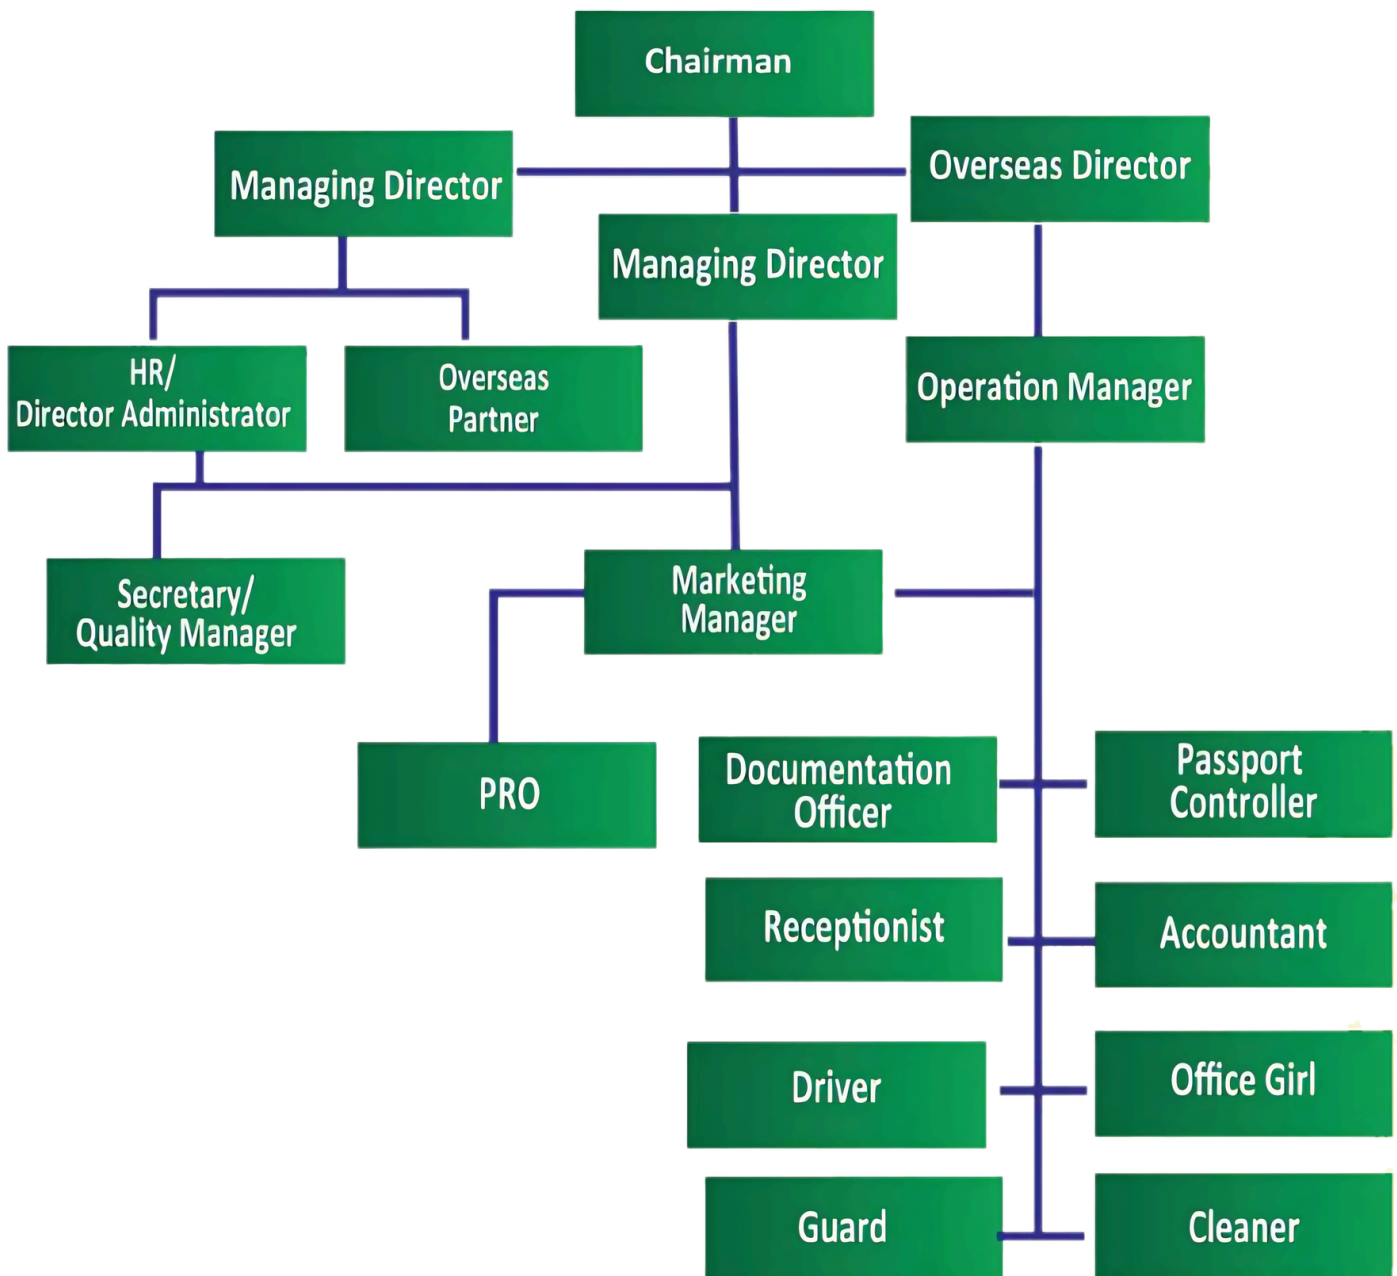 Chairman
Managing Director
Overseas Director
Managing Director
HR/
Director Administrator
Overseas
Partner
Operation Manager
Secretary/
Quality Manager
Marketing
Manager
PRO
Documentation
Officer
Passport
Controller
Receptionist
Accountant
Driver
Office Girl
Guard
Cleaner